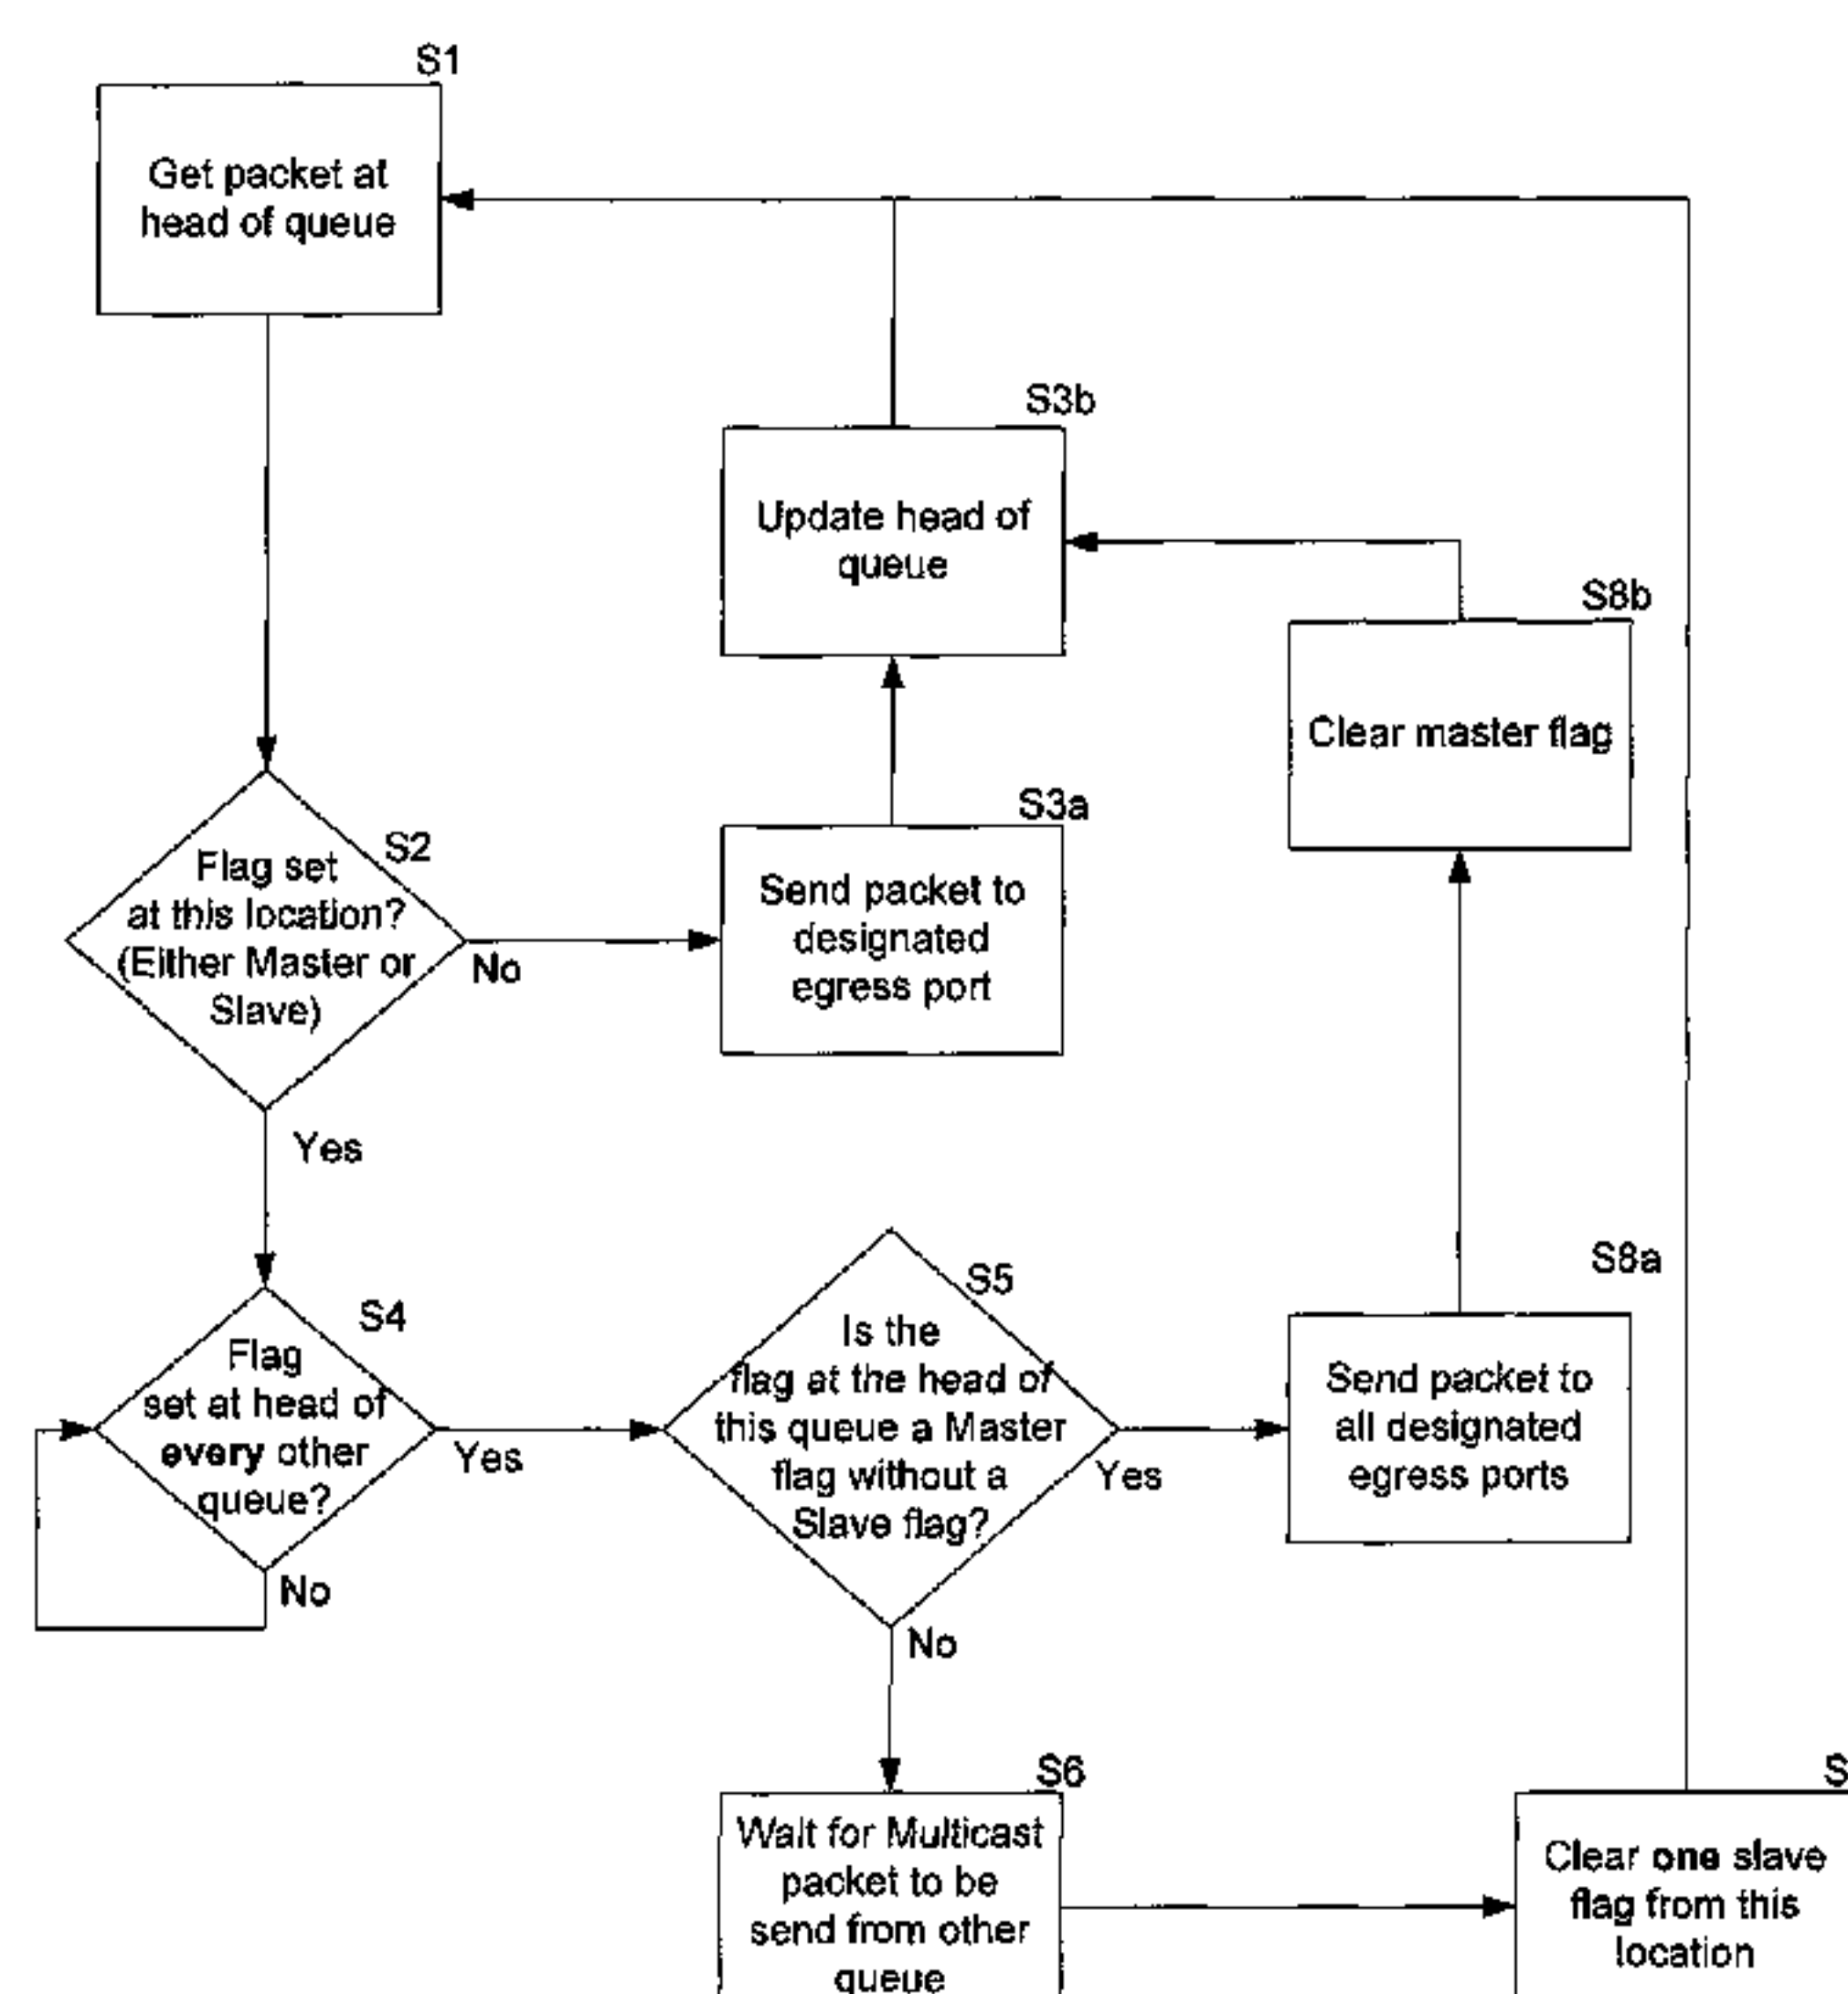 S1
Get packet at
head of queue
S3b
Update head of
queue
S8b
Clear master flag
S2
Flag set
at this location?
(Either Master or
Slave)
No
Yes
S3a
Send packet to
designated
egress port
S4
Flag
set at head of
every other
queue?
Yes
No
S5
Is the
flag at the head of
this queue a Master
flag without a
Slave flag?
Yes
No
S8a
Send packet to
all designated
egress ports
S6
Wait for Multicast
packet to be
send from other
queue
S
Clear one slave
flag from this
location